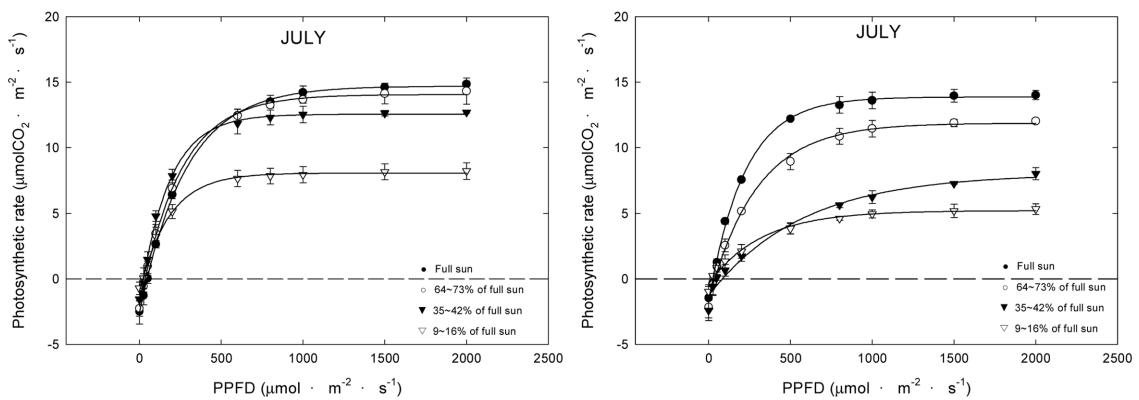 JULY
Photosynthetic rate (μmolCO₂ · m⁻² · s⁻¹)
20
15
10
5
0
-5
Full sun
64~73% of full sun
35~42% of full sun
9~16% of full sun
0 500 1000 1500 2000 2500
PPFD (μmol · m⁻² · s⁻¹)
JULY
Photosynthetic rate (μmolCO₂ · m⁻² · s⁻¹)
20
15
10
5
0
-5
Full sun
64~73% of full sun
35~42% of full sun
9~16% of full sun
0 500 1000 1500 2000 2500
PPFD (μmol · m⁻² · s⁻¹)